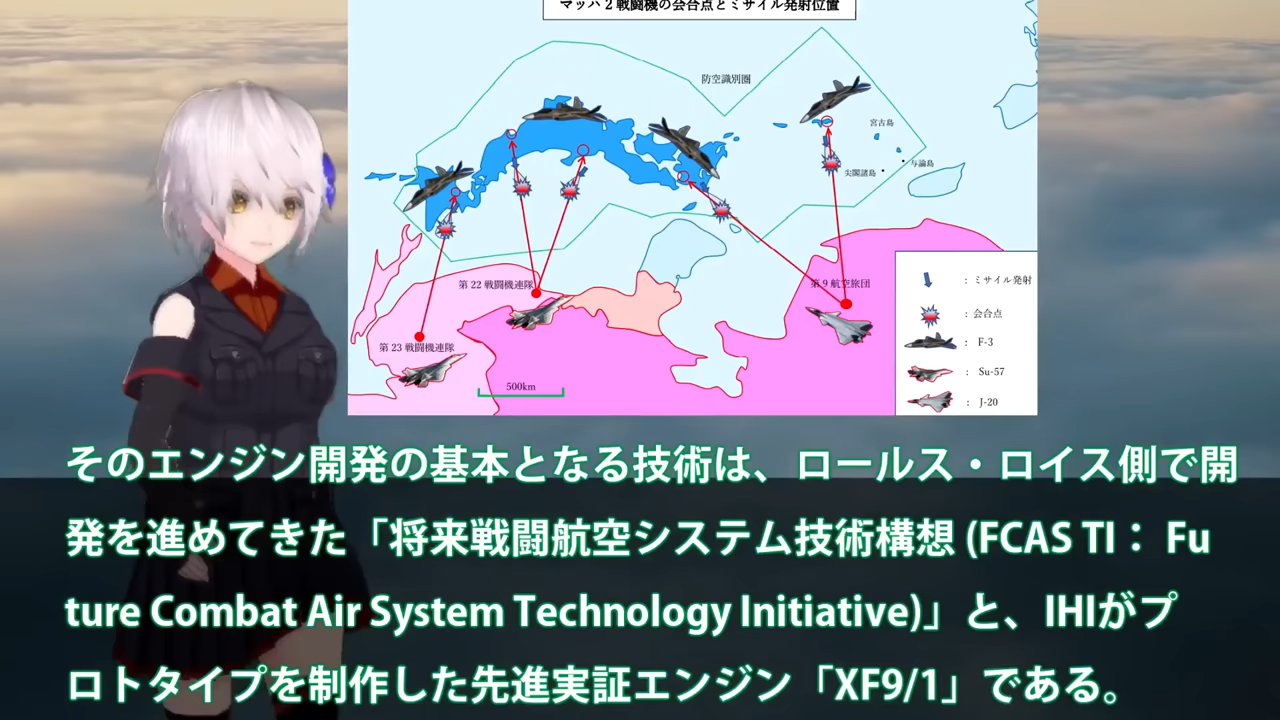 マッハ2戦闘機の会合点とミサイル発射位置
防空識別圏
宮古島
与論島
尖閣諸島
第22戦闘機連隊
第9航空旅団
第23戦闘機連隊
500km
：ミサイル発射
：会合点
： F-3
： Su-57
： J-20
そのエンジン開発の基本となる技術は、ロールス・ロイス側で開
発を進めてきた「将来戦闘航空システム技術構想 (FCAS TI： Fu
ture Combat Air System Technology Initiative)」と、IHIがプ
ロトタイプを制作した先進実証エンジン「XF9/1」である。